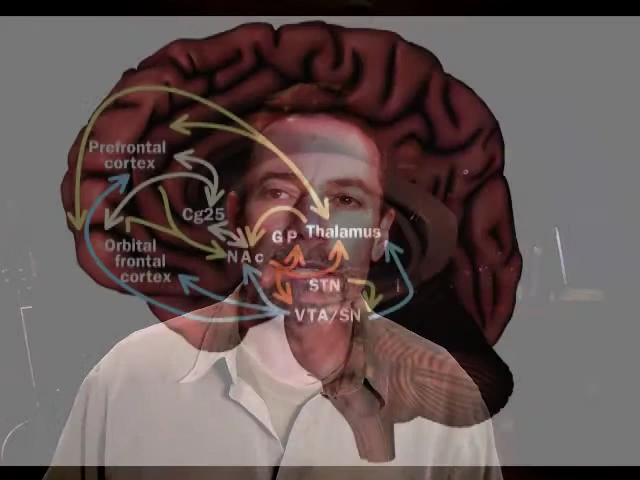 Prefrontal
cortex
Cg25
Orbital
frontal
cortex
NAc
GP
Thalamus
STN
VTA/SN